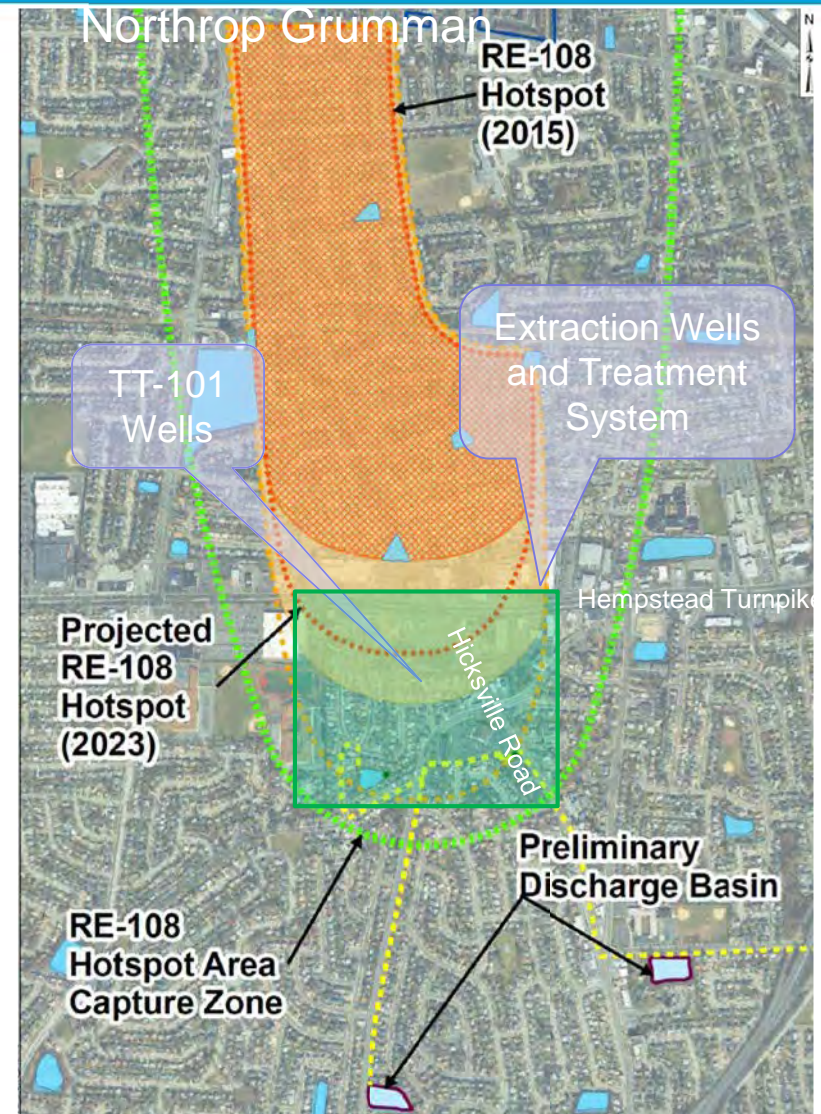 Northrop Grumman
N
RE-108
Hotspot
(2015)
Extraction Wells
and Treatment
System
TT-101
Wells
Hempstead Turnpike
Projected
RE-108
Hotspot
(2023)
Hicksville Road
Preliminary
Discharge Basin
RE-108
Hotspot Area
Capture Zone